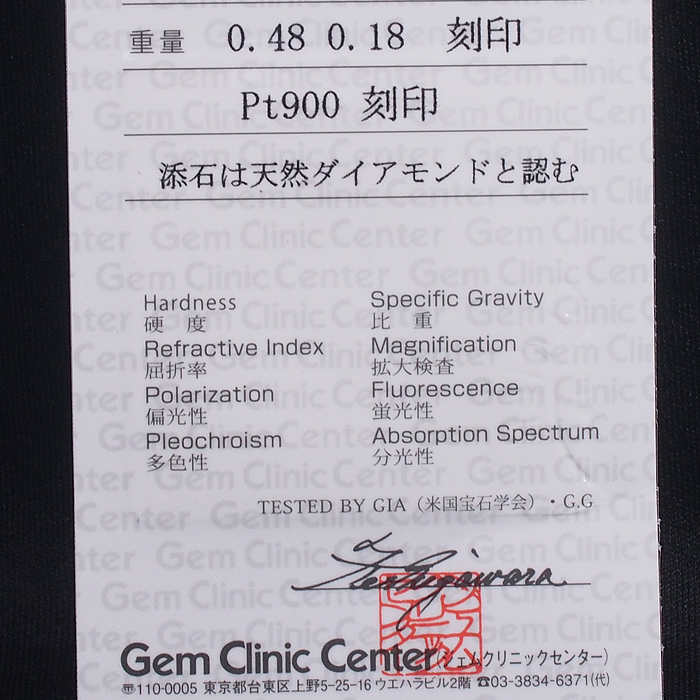 重量 0.48 0.18 刻印
Pt900 刻印
添石は天然ダイアモンドと認む
Hardness Specific Gravity
硬 度 比 重
Refractive Index Magnification
屈折率 拡大検査
Polarization Fluorescence
偏光性 蛍光性
Pleochroism Absorption Spectrum
多色性 分光性
TESTED BY GIA (米国宝石学会)・G.G
Gem Clinic Center (ジェムクリニックセンター)
〠110-0005 東京都台東区上野5-25-16 ウエハラビル2階 ☎03-3834-6371(代)